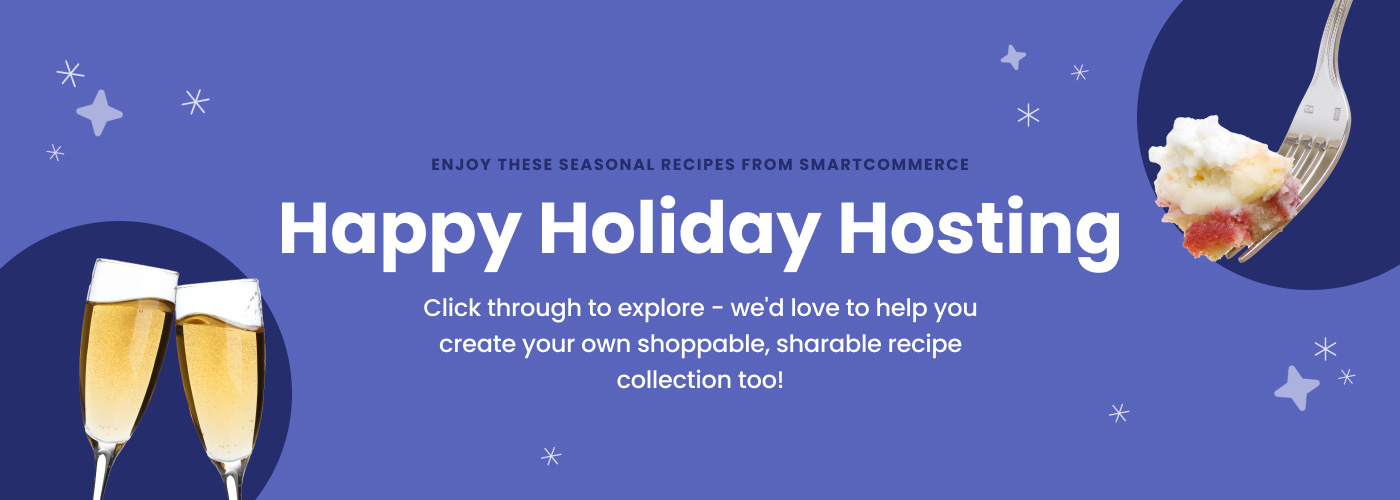 ENJOY THESE SEASONAL RECIPES FROM SMARTCOMMERCE
Happy Holiday Hosting
Click through to explore - we'd love to help you
create your own shoppable, sharable recipe
collection too!